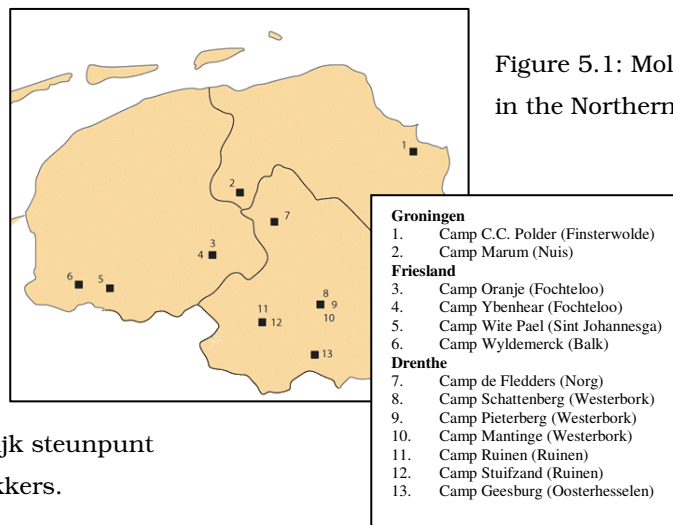 Figure 5.1: Mol
in the Northern
1
2
7
3
4
6
5
8
9
10
11
12
13
Groningen
1. Camp C.C. Polder (Finsterwolde)
2. Camp Marum (Nuis)
Friesland
3. Camp Oranje (Fochteloo)
4. Camp Ybenhear (Fochteloo)
5. Camp Wite Pael (Sint Johannesga)
6. Camp Wyldemerck (Balk)
Drenthe
7. Camp de Fledders (Norg)
8. Camp Schattenberg (Westerbork)
9. Camp Pieterberg (Westerbork)
10. Camp Mantinge (Westerbork)
11. Camp Ruinen (Ruinen)
12. Camp Stuifzand (Ruinen)
13. Camp Geesburg (Oosterhesselen)
jk steunpunt
kkers.